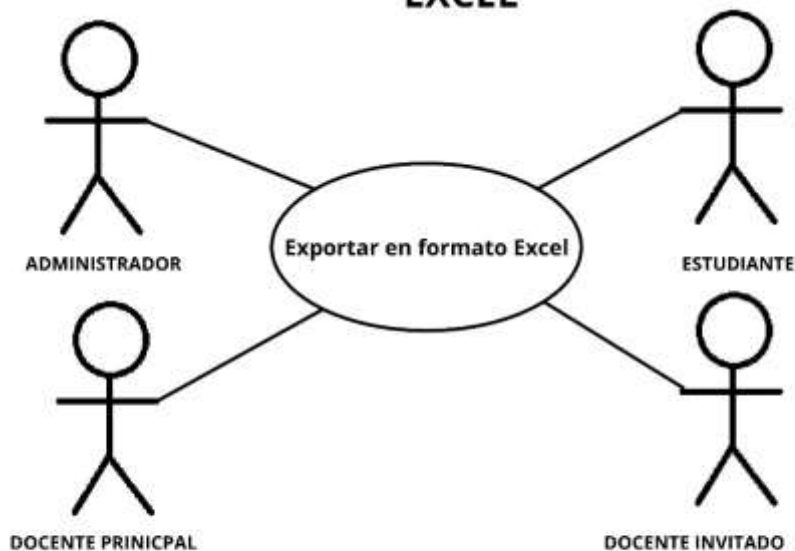 EXCEL
ADMINISTRADOR
ESTUDIANTE
Exportar en formato Excel
DOCENTE PRINICPAL
DOCENTE INVITADO